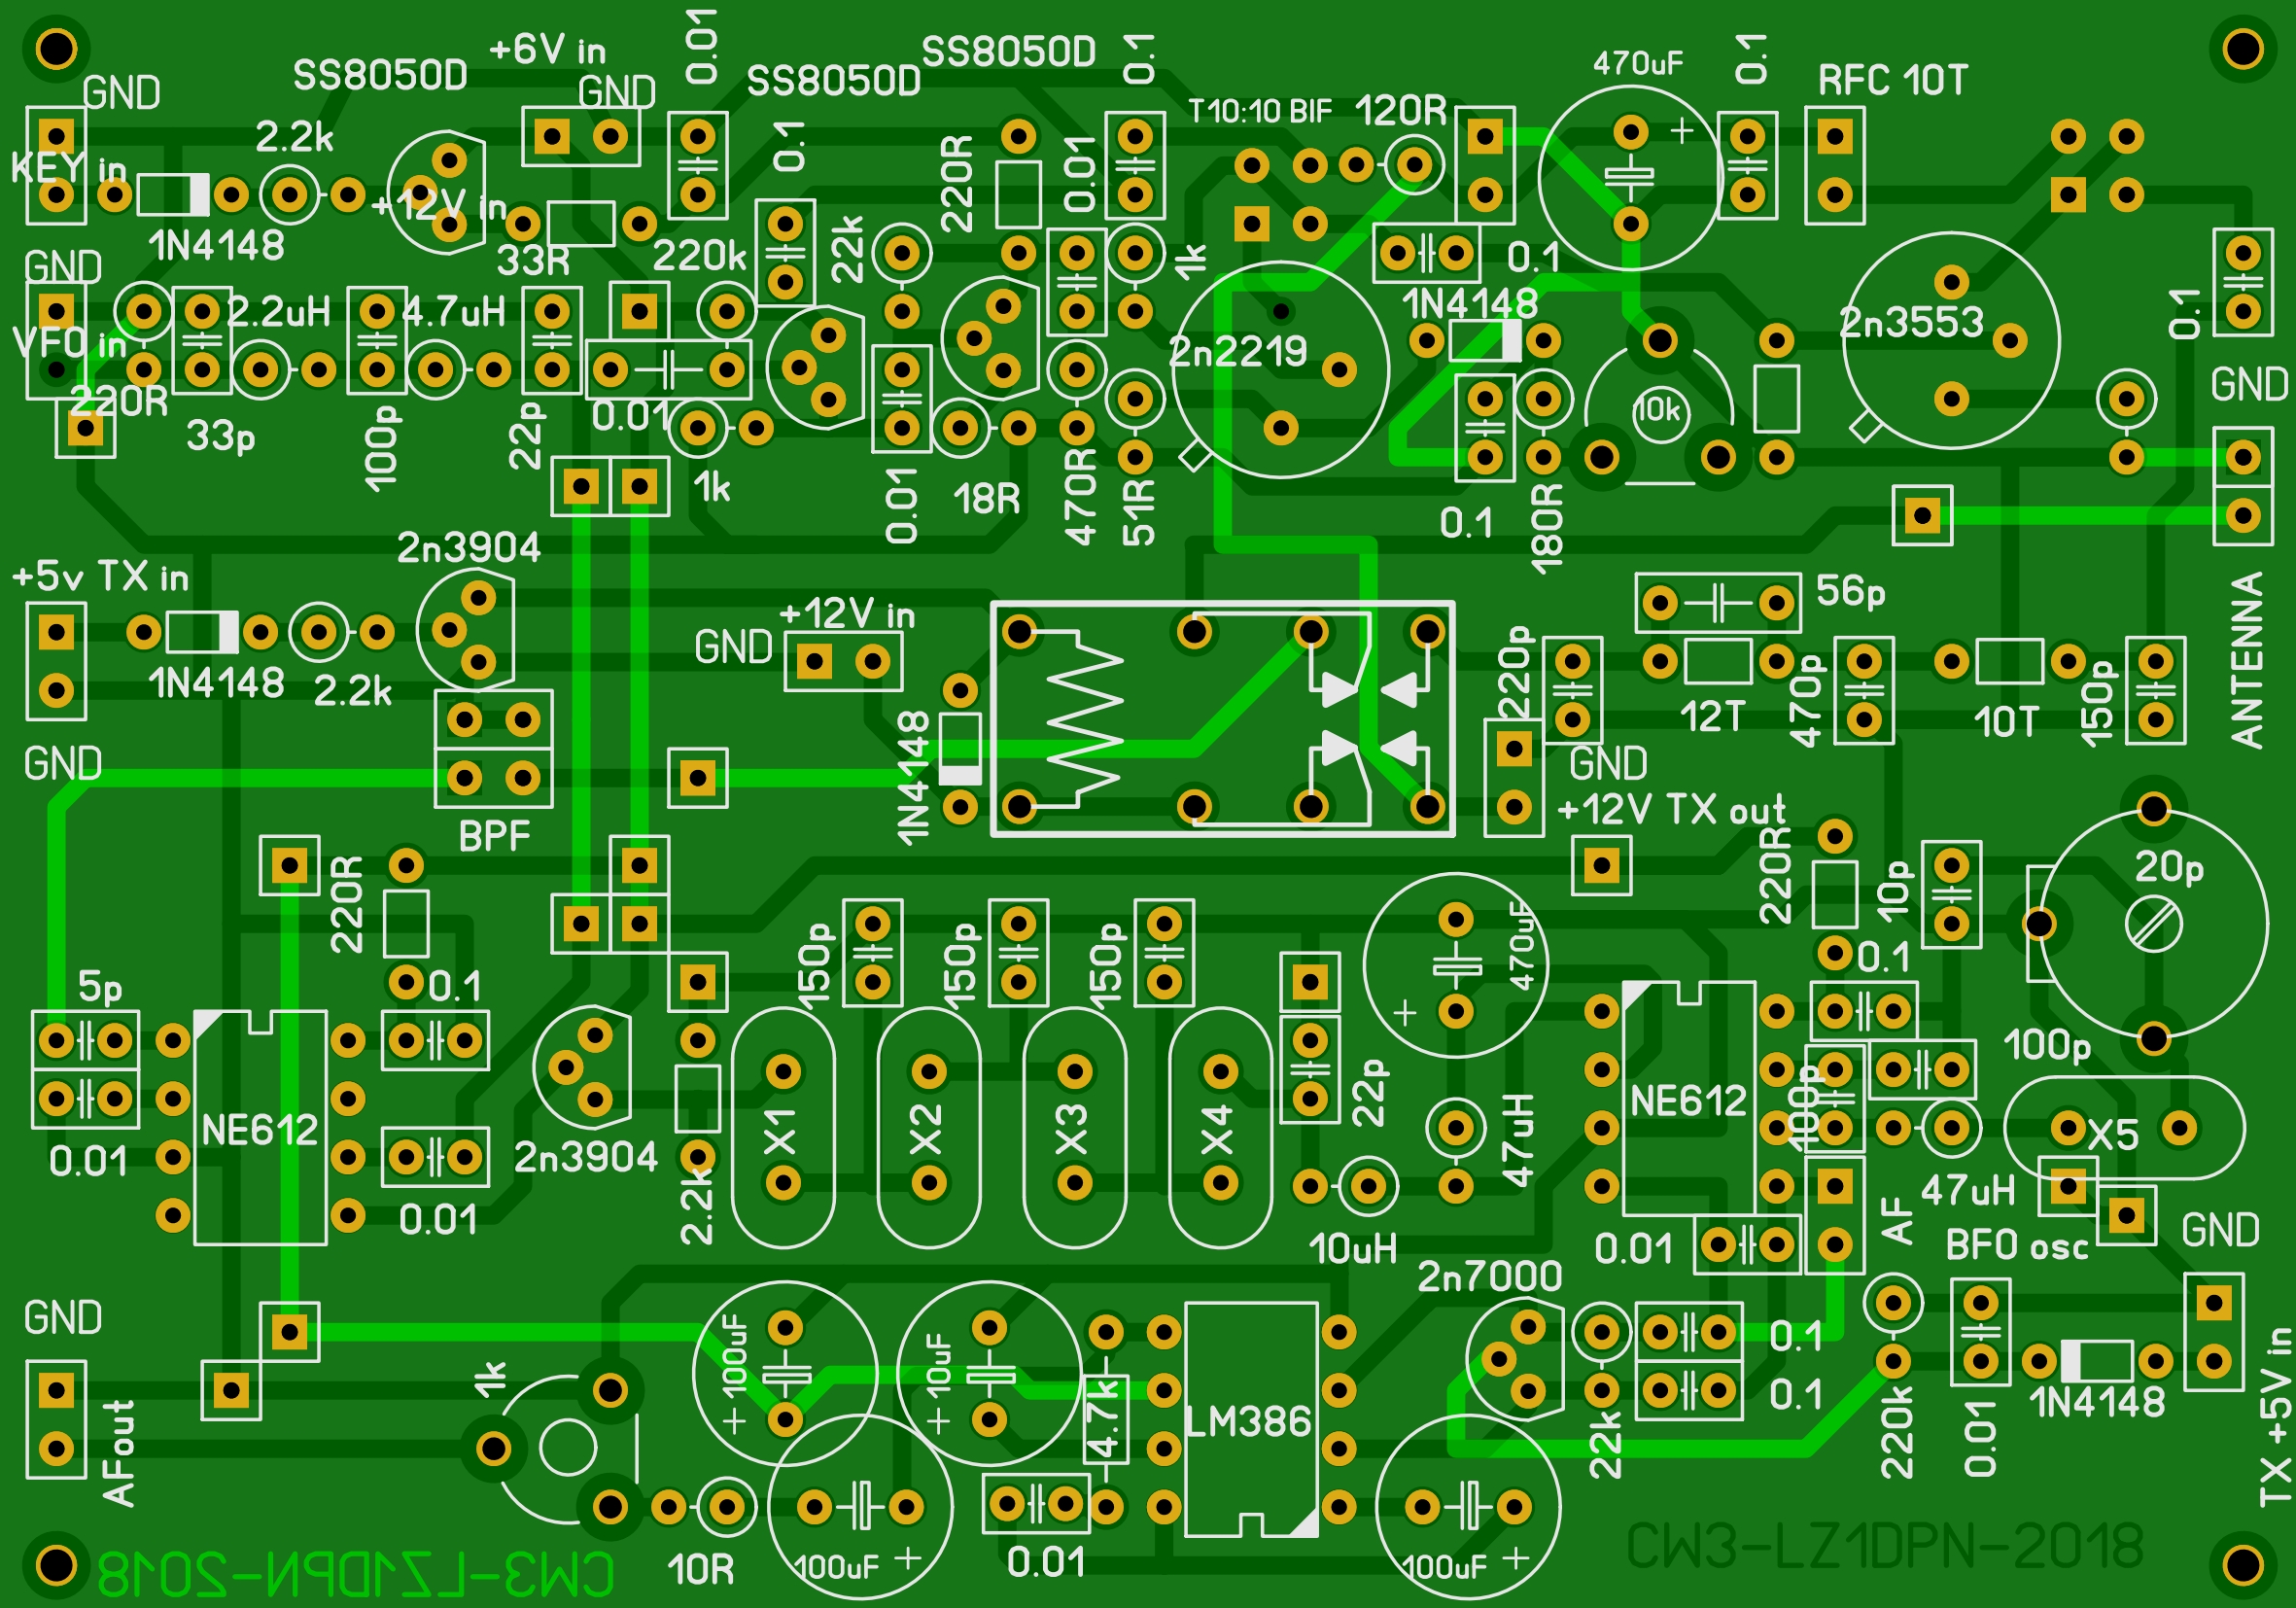 0.01
+6V in
SS8050D
0.1
SS8050D
SS8050D
470uF
0.1
RFC 10T
GND
GND
T10:10 BIF
120R
2.2k
0.1
220R
0.01
KEY in
+12V in
1N4148
33R
220k
22k
1k
0.1
GND
1N4148
2.2uH
4.7uH
2n3553
0.1
VFO in
2n2219
GND
220R
33p
100p
22p
0.01
10k
1k
0.01
18R
470R
51R
0.1
180R
2n3904
+5v TX in
56p
+12V in
GND
1N4148
2.2k
220p
12T
470p
10T
150p
ANTENNA
GND
1N4148
GND
+12V TX out
BPF
220R
220R
10p
20p
5p
0.1
150p
150p
150p
470uF
0.1
NE612
0.01
0.01
2n3904
2.2k
X1
X2
X3
X4
22p
47uH
NE612
100p
100p
X5
47uH
10uH
0.01
AF
BFO osc
GND
2n7000
GND
1k
100uF
10uF
4.7k
LM386
0.1
0.1
22k
220k
0.01
1N4148
TX +5V in
AFout
10R
100uF
0.01
100uF
CW3-LZ1DPN-2018
CW3-LZ1DPN-2018